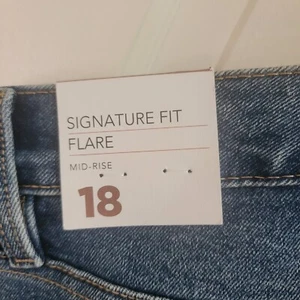 SIGNATURE FIT
FLARE
MID-RISE
18